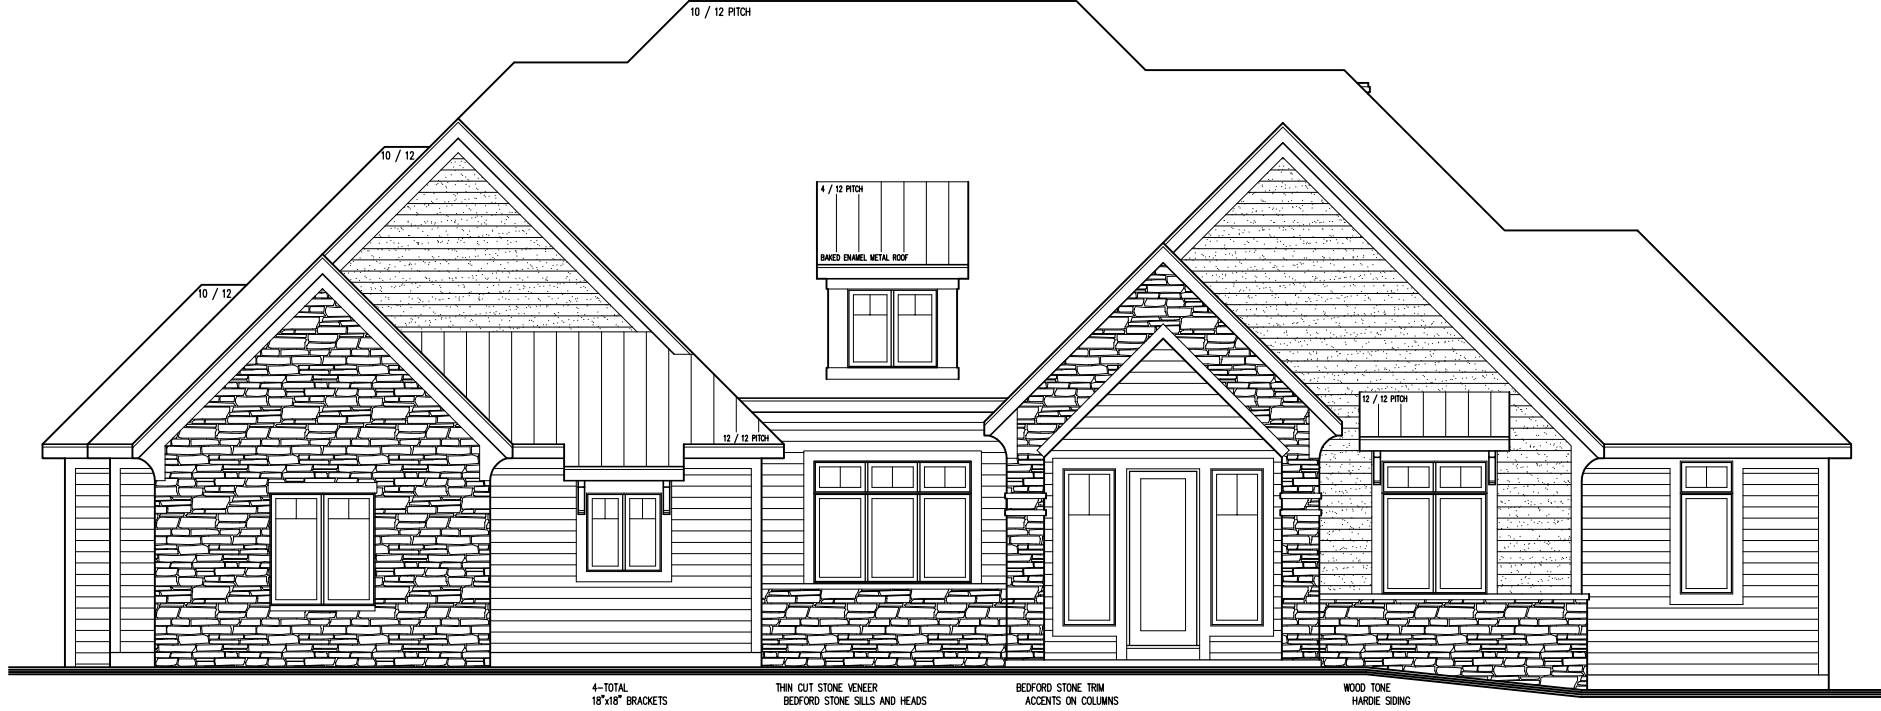 10 / 12 PITCH
10 / 12
4 / 12 PITCH
BAKED ENAMEL METAL ROOF
10 / 12
12 / 12 PITCH
12 / 12 PITCH
4-TOTAL
18"x18" BRACKETS
THIN CUT STONE VENEER
BEDFORD STONE SILLS AND HEADS
BEDFORD STONE TRIM
ACCENTS ON COLUMNS
WOOD TONE
HARDIE SIDING